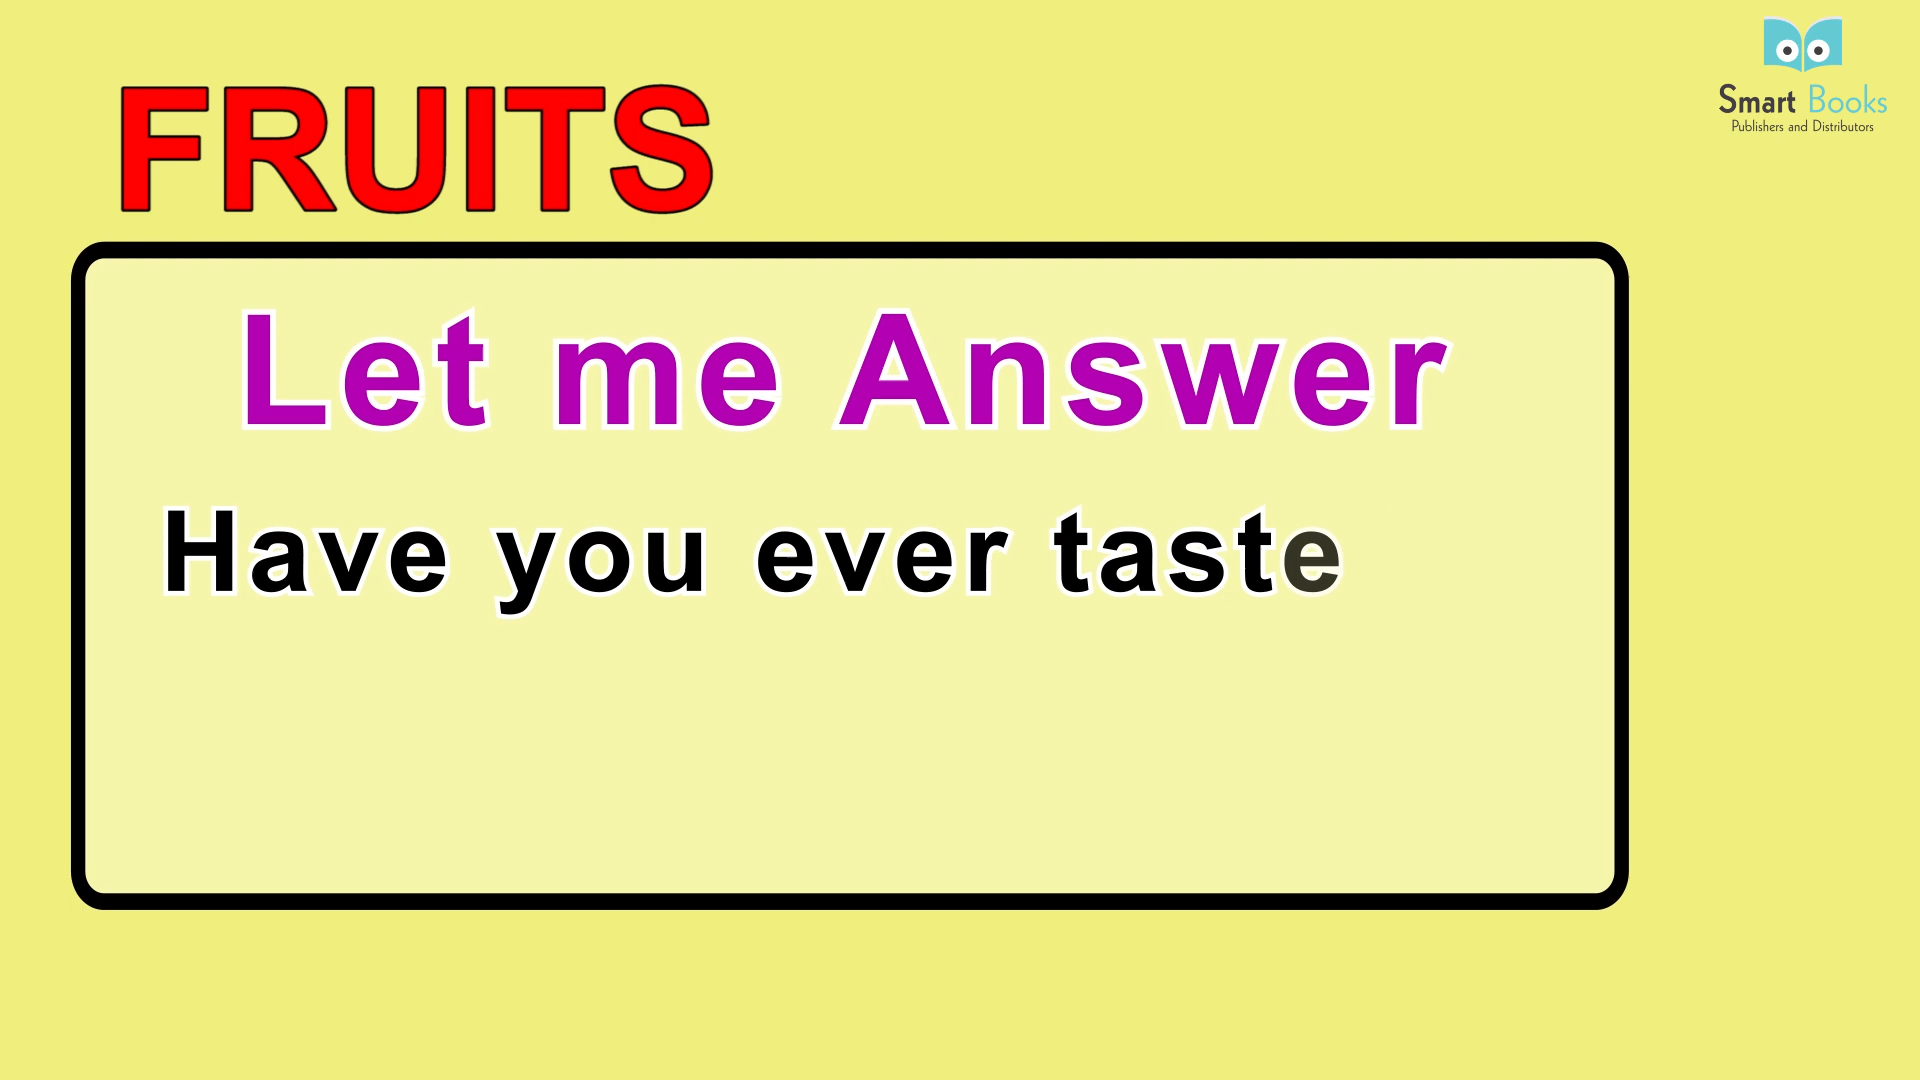 Smart Books
Publishers and Distributors
FRUITS
Let me Answer
Have you ever taste